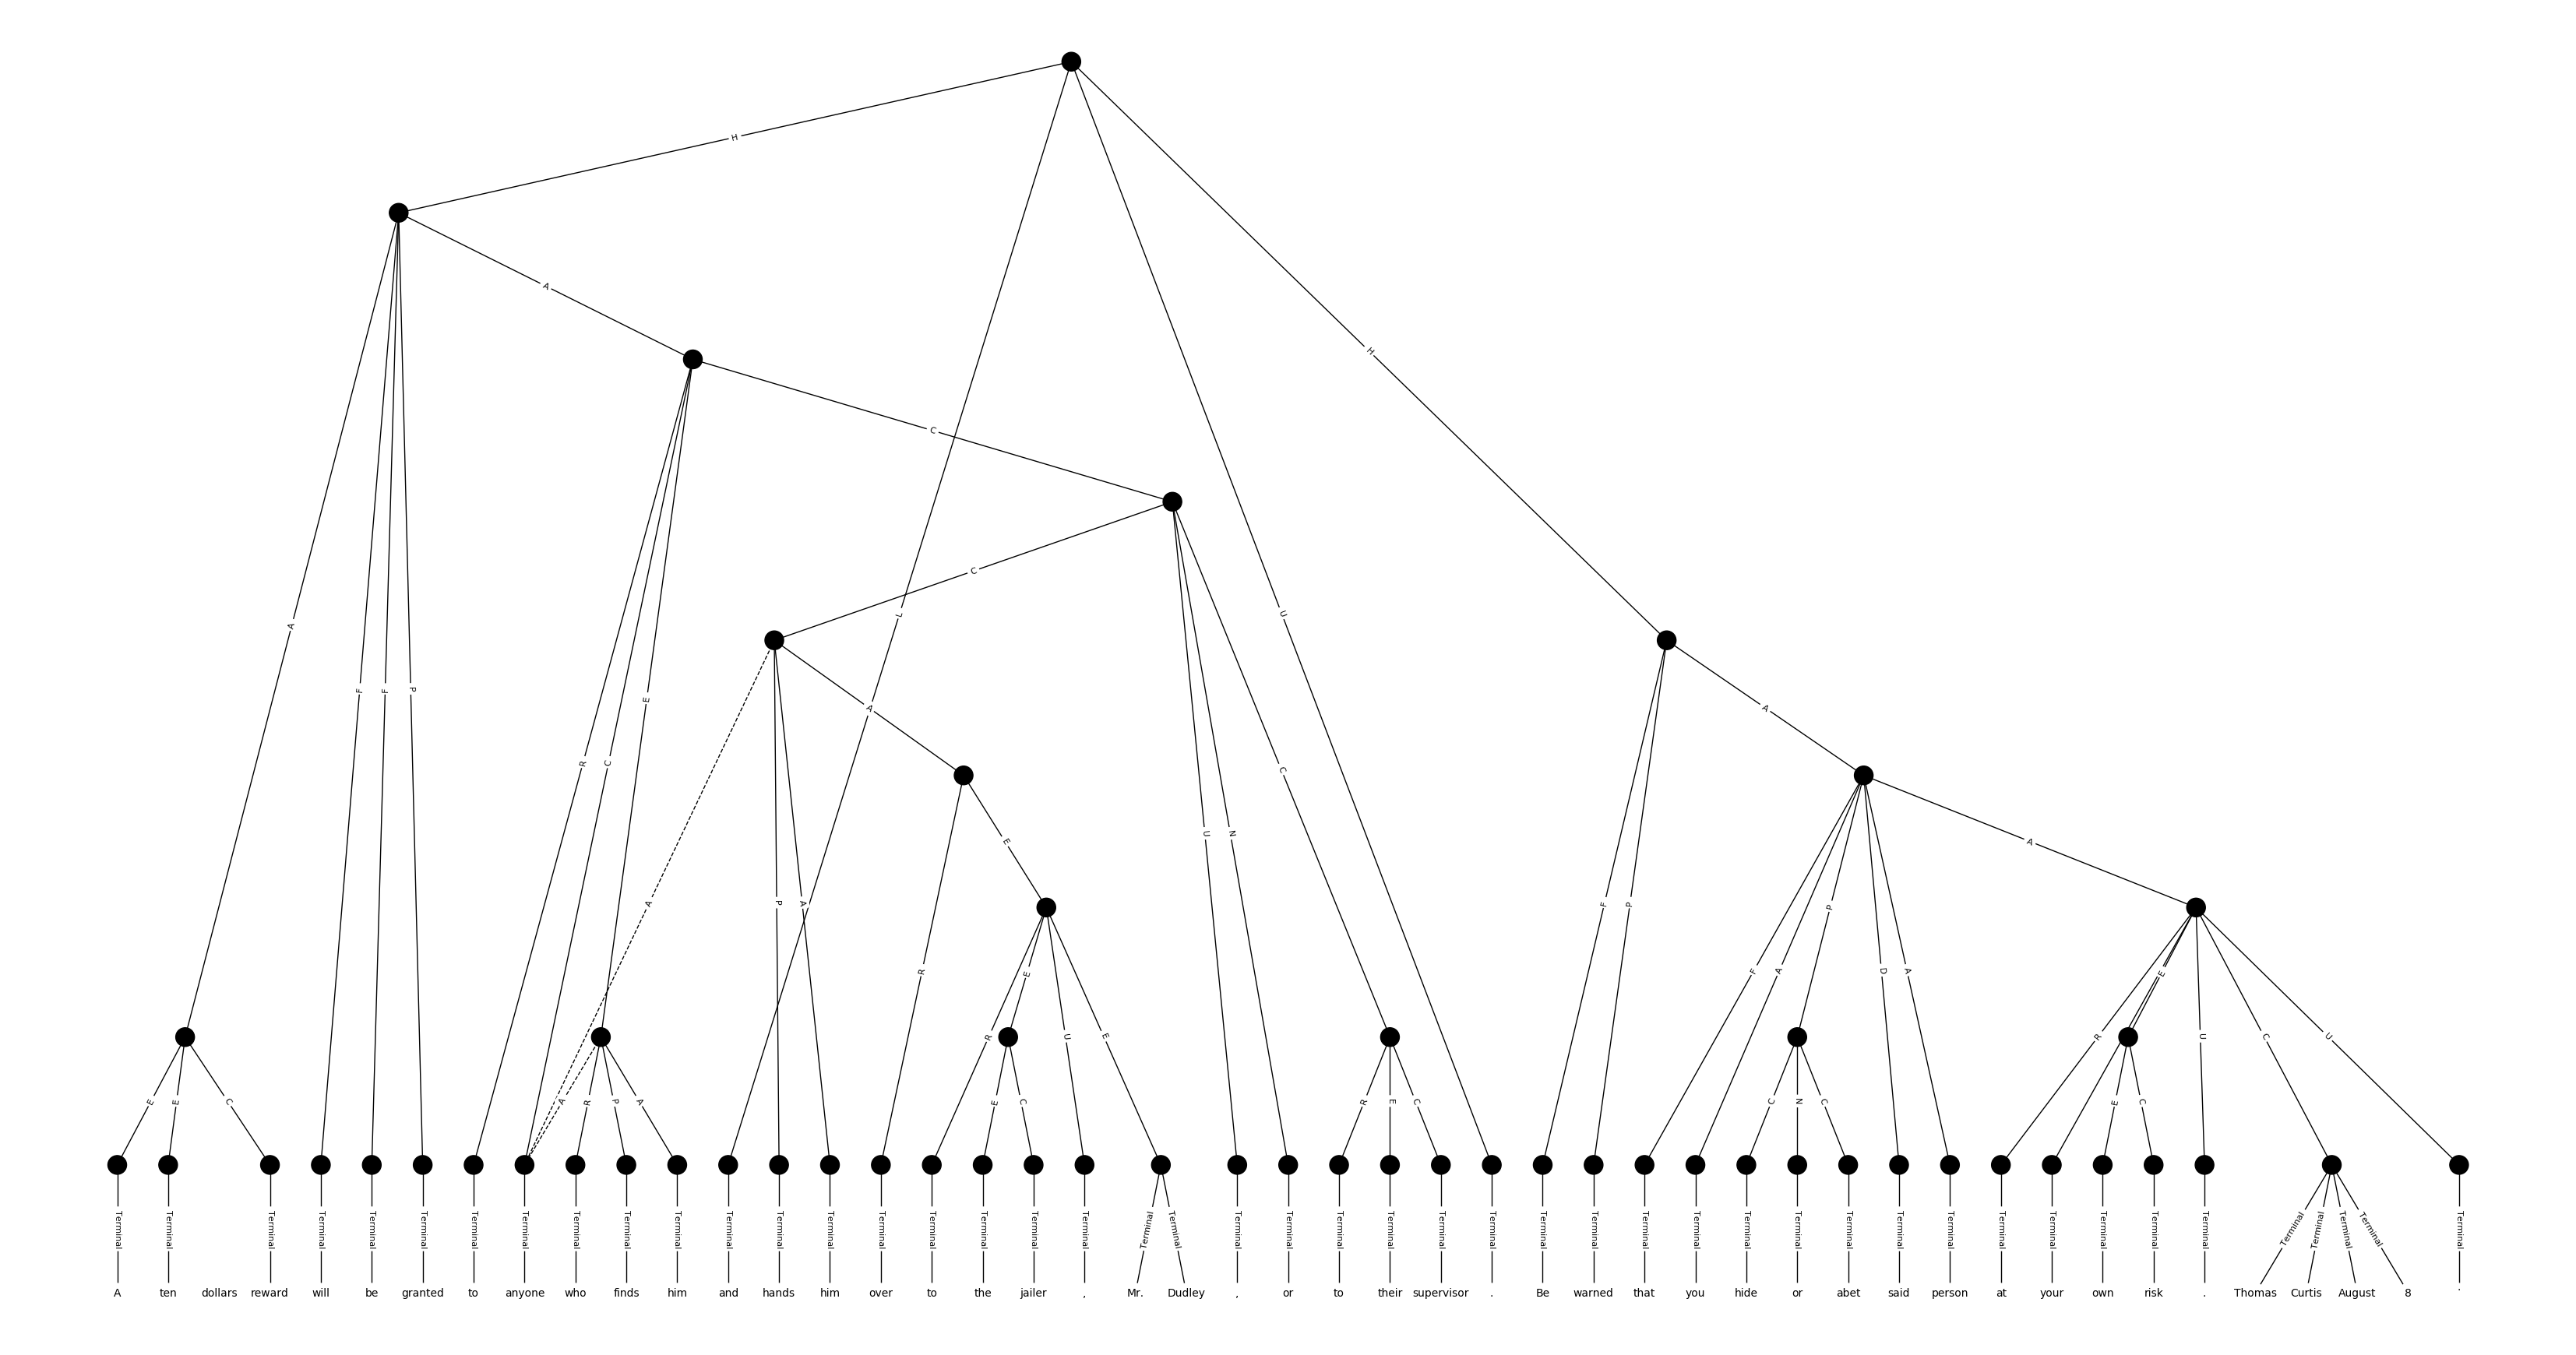 H
A
C
H
C
L
U
A
F
F
P
R
C
E
A
A
A
P
A
R
E
U
N
C
F
P
F
A
P
D
A
A
E
E
C
A
R
P
A
R
E
U
E
E
C
R
E
C
C
N
C
R
E
U
C
U
E
C
Terminal Terminal Terminal Terminal Terminal Terminal Terminal Terminal Terminal Terminal Terminal Terminal Terminal Terminal Terminal Terminal Terminal Terminal Terminal Terminal Terminal Terminal Terminal Terminal Terminal Terminal Terminal Terminal Terminal Terminal Terminal Terminal Terminal Terminal Terminal Terminal Terminal Terminal Terminal Terminal Terminal Terminal Terminal Terminal Terminal Terminal
A ten dollars reward will be granted to anyone who finds him and hands him over to the jailer , Mr. Dudley , or to their supervisor . Be warned that you hide or abet said person at your own risk . Thomas Curtis August 8 '